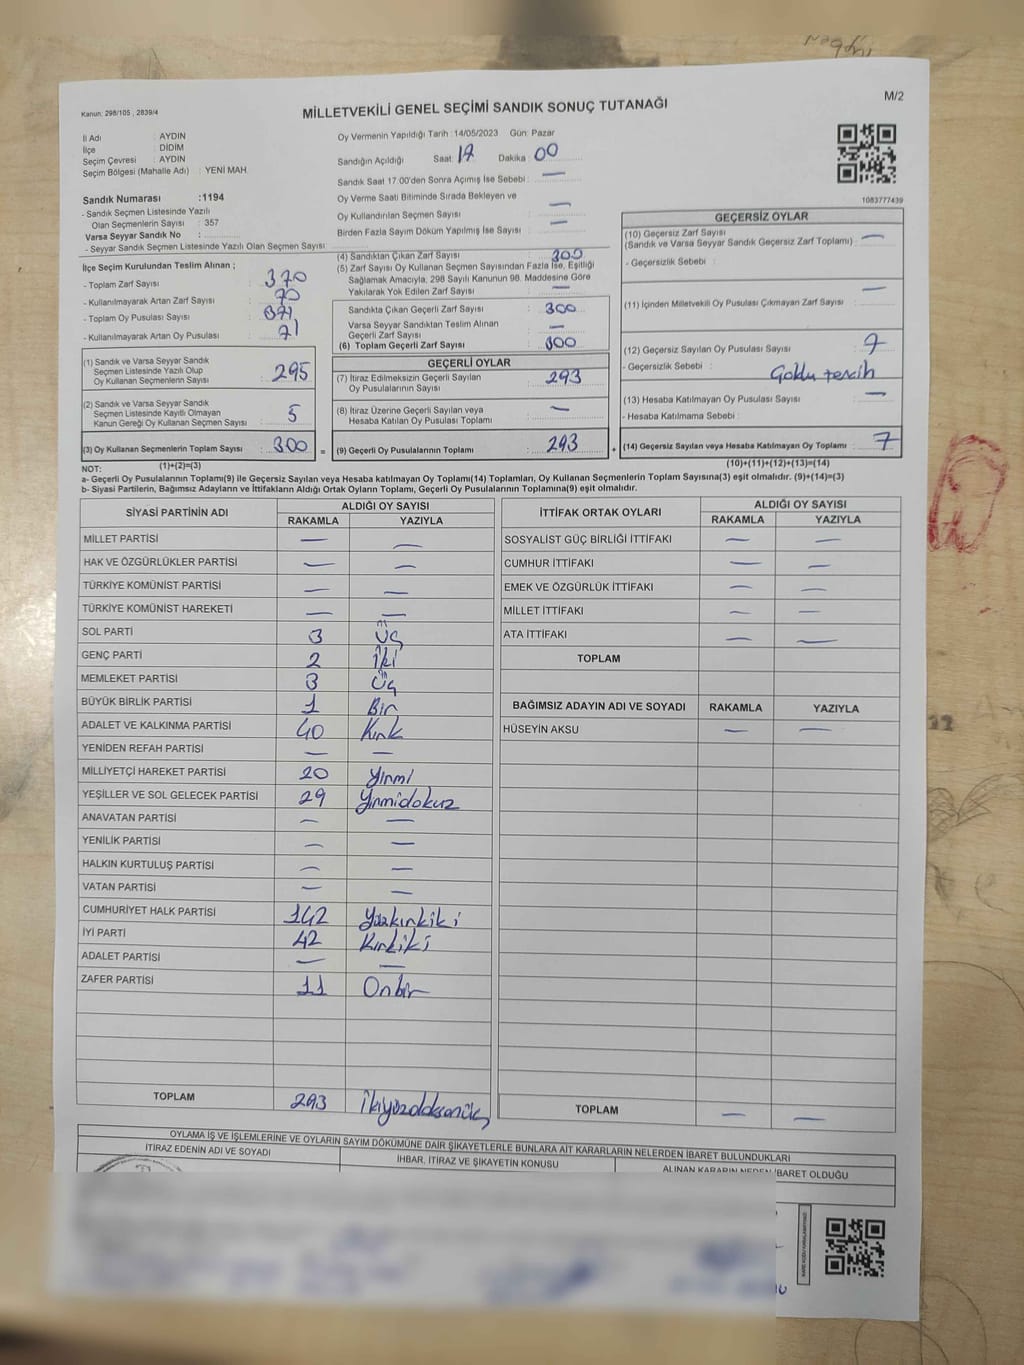 Kanun: 298/105 , 2839/4
MİLLETVEKİLİ GENEL SEÇİMİ SANDIK SONUÇ TUTANAĞI
M/2
İl Adı : AYDIN
İlçe : DİDİM
Seçim Çevresi : AYDIN
Seçim Bölgesi (Mahalle Adı) : YENİ MAH.
Sandık Numarası :1194
- Sandık Seçmen Listesinde Yazılı
Olan Seçmenlerin Sayısı : 357
Varsa Seyyar Sandık No :
- Seyyar Sandık Seçmen Listesinde Yazılı Olan Seçmen Sayısı:
Oy Vermenin Yapıldığı Tarih :14/05/2023 Gün: Pazar
Sandığın Açıldığı Saat: 17 Dakika : 00
Sandık Saat 17.00'den Sonra Açımış İse Sebebi : —
Oy Verme Saati Bitiminde Sırada Bekleyen ve
Oy Kullandırılan Seçmen Sayısı : —
Birden Fazla Sayım Döküm Yapılmış İse Sayısı : —
1083777439
İlçe Seçim Kurulundan Teslim Alınan ;
- Toplam Zarf Sayısı : 370
- Kullanılmayarak Artan Zarf Sayısı : 70
- Toplam Oy Pusulası Sayısı : 371
- Kullanılmayarak Artan Oy Pusulası : 71
(1) Sandık ve Varsa Seyyar Sandık
Seçmen Listesinde Yazılı Olup
Oy Kullanan Seçmenlerin Sayısı : 295
(2) Sandık ve Varsa Seyyar Sandık
Seçmen Listesinde Kayıtlı Olmayan
Kanun Gereği Oy Kullanan Seçmen Sayısı : 5
(3) Oy Kullanan Seçmenlerin Toplam Sayısı : 300
(1)+(2)=(3)
(4) Sandıktan Çıkan Zarf Sayısı : 300
(5) Zarf Sayısı Oy Kullanan Seçmen Sayısından Fazla İse, Eşitliği
Sağlamak Amacıyla, 298 Sayılı Kanunun 98. Maddesine Göre
Yakılarak Yok Edilen Zarf Sayısı : —
Sandıkta Çıkan Geçerli Zarf Sayısı : 300
Varsa Seyyar Sandıktan Teslim Alınan
Geçerli Zarf Sayısı : —
(6) Toplam Geçerli Zarf Sayısı : 300
GEÇERLİ OYLAR
(7) İtiraz Edilmeksizin Geçerli Sayılan
Oy Pusulalarının Sayısı : 293
(8) İtiraz Üzerine Geçerli Sayılan veya
Hesaba Katılan Oy Pusulası Toplamı : —
= (9) Geçerli Oy Pusulalarının Toplamı : 293
GEÇERSİZ OYLAR
(10) Geçersiz Zarf Sayısı
(Sandık ve Varsa Seyyar Sandık Geçersiz Zarf Toplamı) : —
- Geçersizlik Sebebi :
(11) İçinden Milletvekili Oy Pusulası Çıkmayan Zarf Sayısı : —
(12) Geçersiz Sayılan Oy Pusulası Sayısı : 7
- Geçersizlik Sebebi : tercih
(13) Hesaba Katılmayan Oy Pusulası Sayısı : —
- Hesaba Katılmama Sebebi :
+ (14) Geçersiz Sayılan veya Hesaba Katılmayan Oy Toplamı : 7
(10)+(11)+(12)+(13)=(14)
NOT:
a- Geçerli Oy Pusulalarının Toplamı(9) ile Geçersiz Sayılan veya Hesaba katılmayan Oy Toplamı(14) Toplamları, Oy Kullanan Seçmenlerin Toplam Sayısına(3) eşit olmalıdır. (9)+(14)=(3)
b- Siyasi Partilerin, Bağımsız Adayların ve İttifakların Aldığı Ortak Oyların Toplamı, Geçerli Oy Pusulalarının Toplamına(9) eşit olmalıdır.
SİYASİ PARTİNİN ADI ALDIĞI OY SAYISI
RAKAMLA YAZIYLA
MİLLET PARTİSİ — —
HAK VE ÖZGÜRLÜKLER PARTİSİ — —
TÜRKİYE KOMÜNİST PARTİSİ — —
TÜRKİYE KOMÜNİST HAREKETİ — —
SOL PARTİ 3 Üç
GENÇ PARTİ 2 İki
MEMLEKET PARTİSİ 3 Üç
BÜYÜK BİRLİK PARTİSİ 1 Bir
ADALET VE KALKINMA PARTİSİ 40 Kırk
YENİDEN REFAH PARTİSİ — —
MİLLİYETÇİ HAREKET PARTİSİ 20 Yirmi
YEŞİLLER VE SOL GELECEK PARTİSİ 29 Yirmidokuz
ANAVATAN PARTİSİ — —
YENİLİK PARTİSİ — —
HALKIN KURTULUŞ PARTİSİ — —
VATAN PARTİSİ — —
CUMHURİYET HALK PARTİSİ 142 Yüzkırkiki
İYİ PARTİ 42 Kırkiki
ADALET PARTİSİ — —
ZAFER PARTİSİ 11 Onbir
TOPLAM 293 ikiyüzdoksanüç
İTTİFAK ORTAK OYLARI ALDIĞI OY SAYISI
RAKAMLA YAZIYLA
SOSYALİST GÜÇ BİRLİĞİ İTTİFAKI — —
CUMHUR İTTİFAKI — —
EMEK VE ÖZGÜRLÜK İTTİFAKI — —
MİLLET İTTİFAKI — —
ATA İTTİFAKI — —
TOPLAM
BAĞIMSIZ ADAYIN ADI VE SOYADI RAKAMLA YAZIYLA
HÜSEYİN AKSU — —
TOPLAM — —
OYLAMA İŞ VE İŞLEMLERİNE VE OYLARIN SAYIM DÖKÜMÜNE DAİR ŞİKAYETLERLE BUNLARA AİT KARARLARIN NELERDEN İBARET BULUNDUKLARI
İTİRAZ EDENİN ADI VE SOYADI
İHBAR, İTİRAZ VE ŞİKAYETİN KONUSU
ALINAN KARARIN NEDEN İBARET OLDUĞU